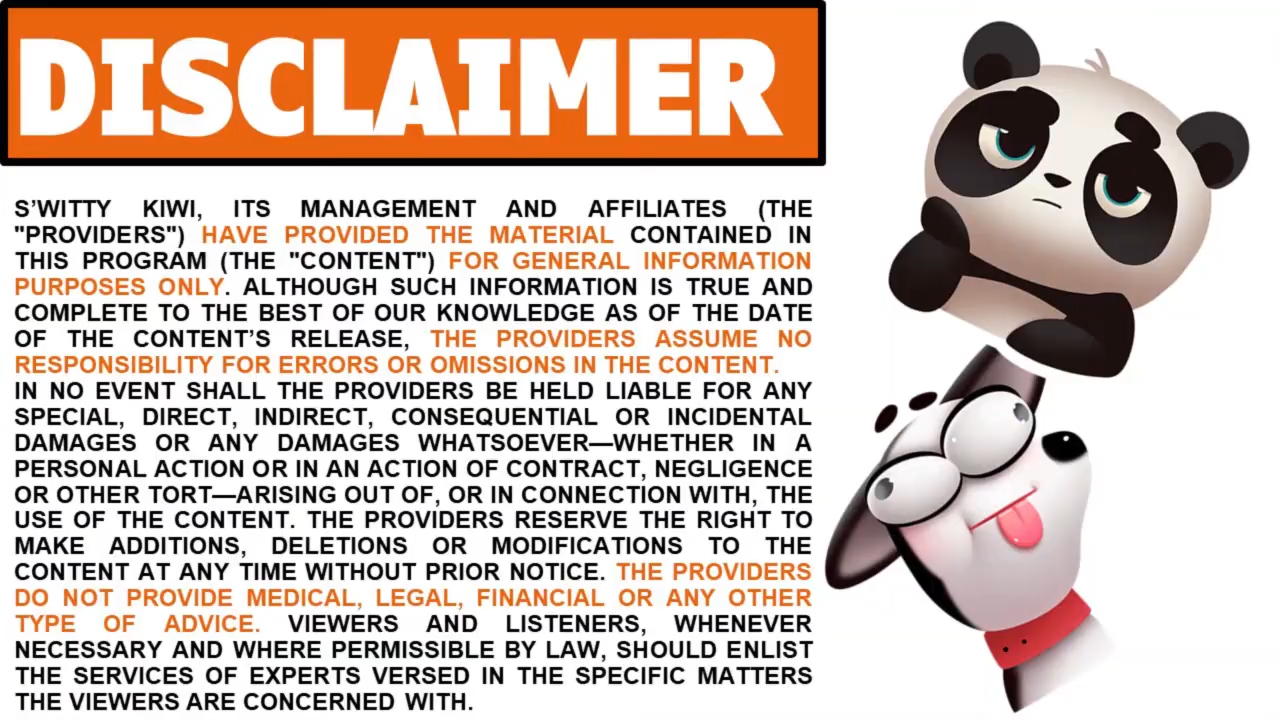 DISCLAIMER
S’WITTY KIWI, ITS MANAGEMENT AND AFFILIATES (THE
"PROVIDERS") HAVE PROVIDED THE MATERIAL CONTAINED IN
THIS PROGRAM (THE "CONTENT") FOR GENERAL INFORMATION
PURPOSES ONLY. ALTHOUGH SUCH INFORMATION IS TRUE AND
COMPLETE TO THE BEST OF OUR KNOWLEDGE AS OF THE DATE
OF THE CONTENT’S RELEASE, THE PROVIDERS ASSUME NO
RESPONSIBILITY FOR ERRORS OR OMISSIONS IN THE CONTENT.
IN NO EVENT SHALL THE PROVIDERS BE HELD LIABLE FOR ANY
SPECIAL, DIRECT, INDIRECT, CONSEQUENTIAL OR INCIDENTAL
DAMAGES OR ANY DAMAGES WHATSOEVER—WHETHER IN A
PERSONAL ACTION OR IN AN ACTION OF CONTRACT, NEGLIGENCE
OR OTHER TORT—ARISING OUT OF, OR IN CONNECTION WITH, THE
USE OF THE CONTENT. THE PROVIDERS RESERVE THE RIGHT TO
MAKE ADDITIONS, DELETIONS OR MODIFICATIONS TO THE
CONTENT AT ANY TIME WITHOUT PRIOR NOTICE. THE PROVIDERS
DO NOT PROVIDE MEDICAL, LEGAL, FINANCIAL OR ANY OTHER
TYPE OF ADVICE. VIEWERS AND LISTENERS, WHENEVER
NECESSARY AND WHERE PERMISSIBLE BY LAW, SHOULD ENLIST
THE SERVICES OF EXPERTS VERSED IN THE SPECIFIC MATTERS
THE VIEWERS ARE CONCERNED WITH.